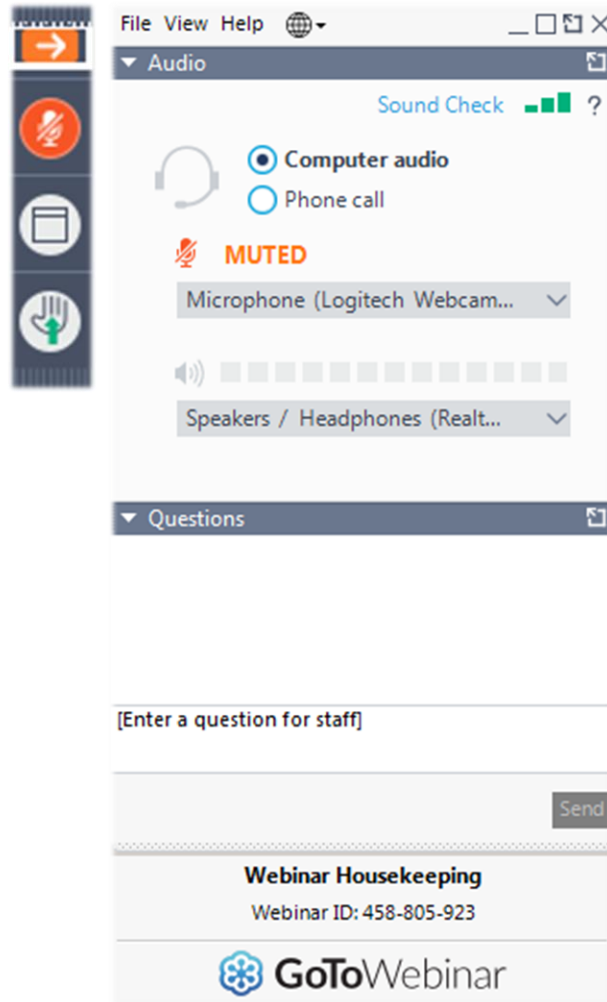 File View Help
Audio
Sound Check ?
Computer audio
Phone call
MUTED
Microphone (Logitech Webcam...
Speakers / Headphones (Realt...
Questions
[Enter a question for staff]
Send
Webinar Housekeeping
Webinar ID: 458-805-923
GoToWebinar